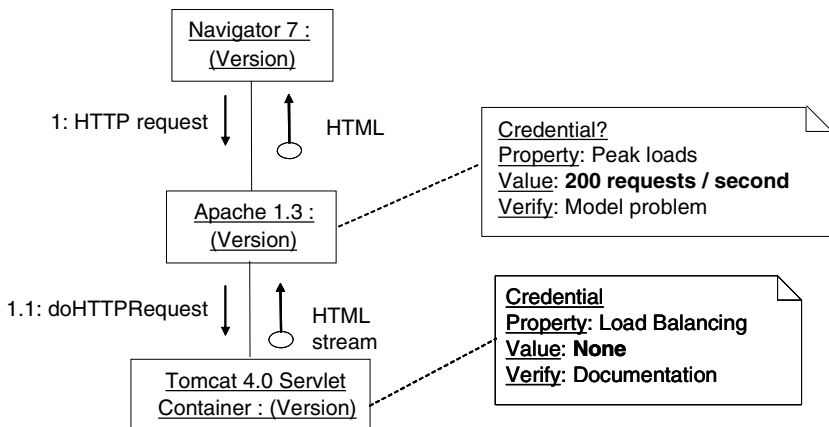 Navigator 7 :
(Version)
1: HTTP request
HTML
Credential?
Property: Peak loads
Value: 200 requests / second
Verify: Model problem
Apache 1.3 :
(Version)
1.1: doHTTPRequest
HTML
stream
Credential
Property: Load Balancing
Value: None
Verify: Documentation
Tomcat 4.0 Servlet
Container : (Version)